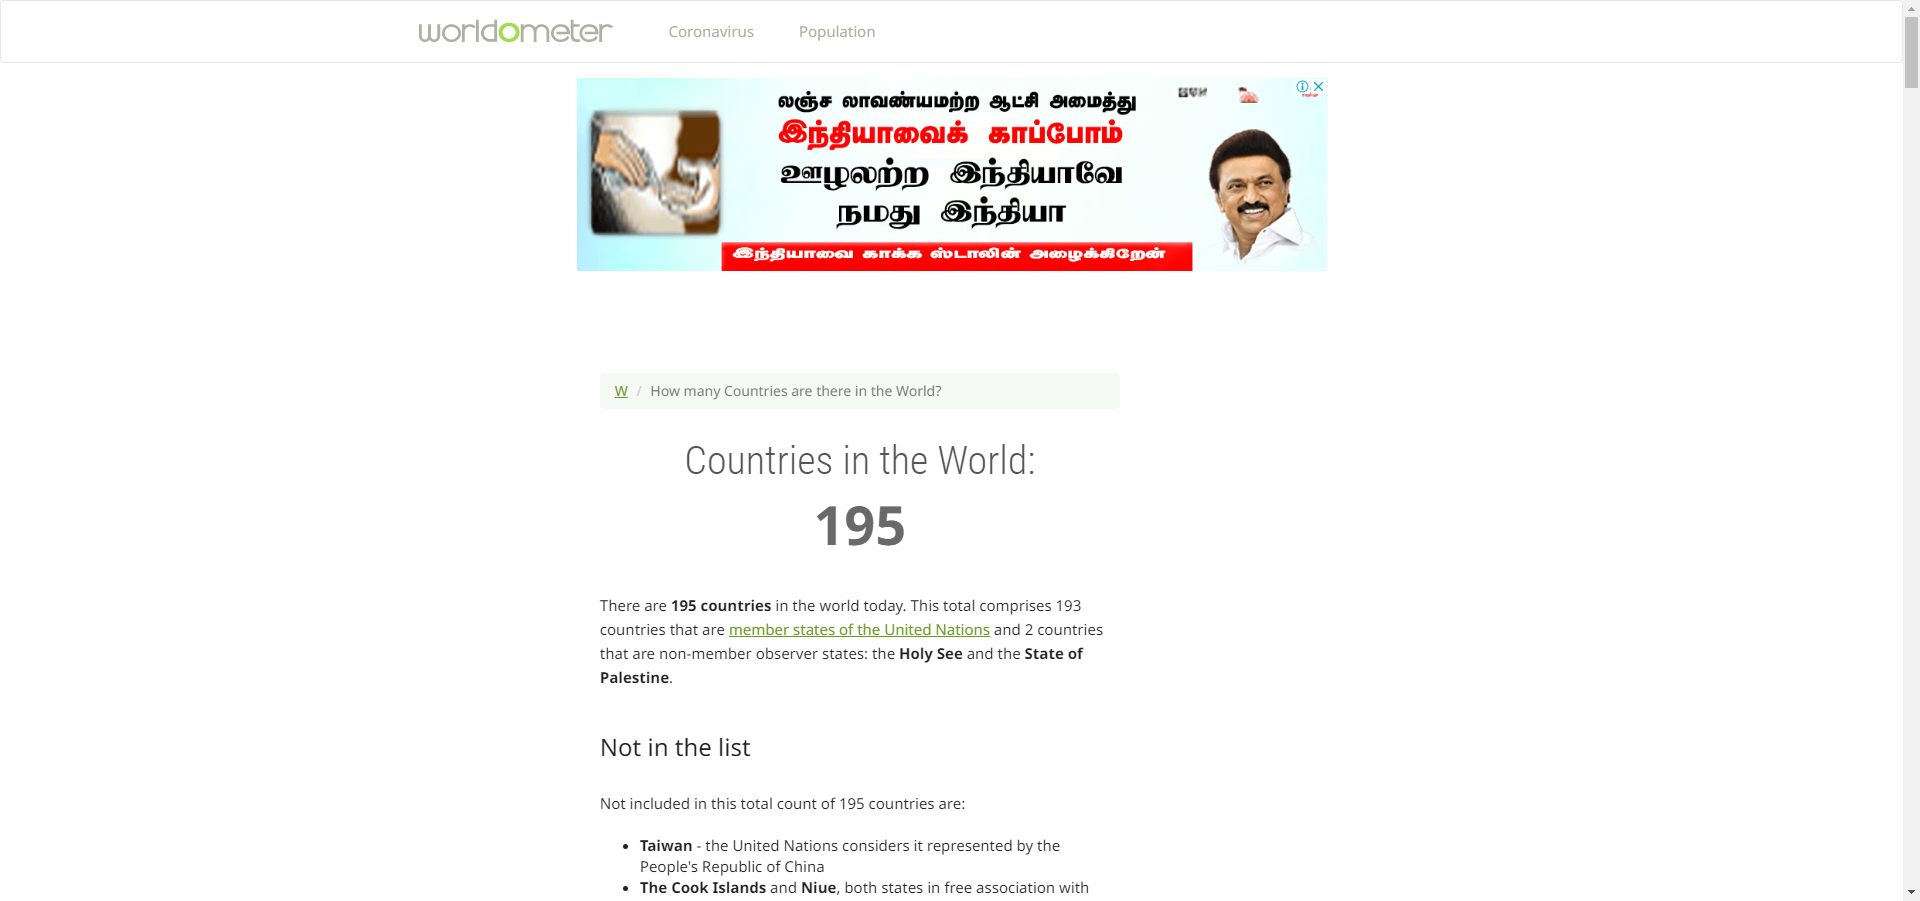 worldometer
Coronavirus
Population
லஞ்ச லாவண்யமற்ற ஆட்சி அமைத்து
இந்தியாவைக் காப்போம்
ஊழலற்ற இந்தியாவே
நமது இந்தியா
இந்தியாவை காக்க ஸ்டாலின் அழைக்கிறேன்
W / How many Countries are there in the World?
Countries in the World:
195
There are 195 countries in the world today. This total comprises 193
countries that are member states of the United Nations and 2 countries
that are non-member observer states: the Holy See and the State of
Palestine.
Not in the list
Not included in this total count of 195 countries are:
• Taiwan - the United Nations considers it represented by the
People's Republic of China
• The Cook Islands and Niue, both states in free association with